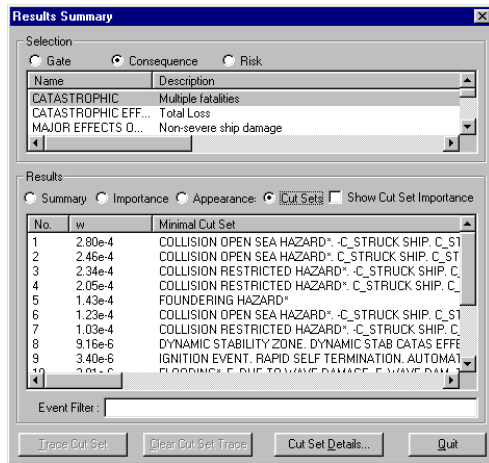 Results Summary
Selection
Gate Consequence Risk
Name Description
CATASTROPHIC Multiple fatalities
CATASTROPHIC EFF... Total Loss
MAJOR EFFECTS O... Non-severe ship damage
Results
Summary Importance Appearance: Cut Sets Show Cut Set Importance
No. w Minimal Cut Set
1 2.80e-4 COLLISION OPEN SEA HAZARD*. -C_STRUCK SHIP. C_ST
2 2.46e-4 COLLISION OPEN SEA HAZARD*. C_STRUCK SHIP. C_ST
3 2.34e-4 COLLISION RESTRICTED HAZARD*. -C_STRUCK SHIP. C_
4 2.05e-4 COLLISION RESTRICTED HAZARD*. C_STRUCK SHIP. C_
5 1.43e-4 FOUNDERING HAZARD*
6 1.23e-4 COLLISION OPEN SEA HAZARD*. -C_STRUCK SHIP. C_ST
7 1.03e-4 COLLISION RESTRICTED HAZARD*. -C_STRUCK SHIP. C_
8 9.16e-6 DYNAMIC STABILITY ZONE. DYNAMIC STAB CATAS EFFE
9 3.40e-6 IGNITION EVENT. RAPID SELF TERMINATION. AUTOMAT
Event Filter :
Trace Cut Set Clear Cut Set Trace Cut Set Details... Quit